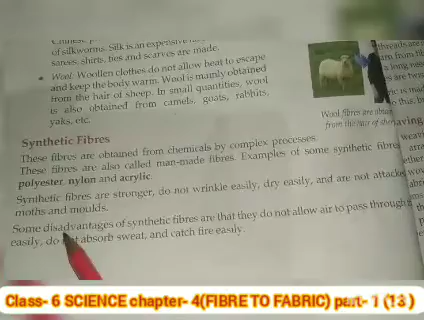 of silkworms. Silk is an expensive
sarees, shirts, ties and scarves are made.
• Wool: Woollen clothes do not allow heat to escape
and keep the body warm. Wool is mainly obtained
from the hair of sheep. In small quantities, wool
is also obtained from camels, goats, rabbits,
yaks, etc.
threads are
a long
Wool fibres are
from the hair of
Synthetic Fibres
These fibres are obtained from chemicals by complex processes.
These fibres are also called man-made fibres. Examples of some synthetic fibre
polyester, nylon and acrylic.
Synthetic fibres are stronger, do not wrinkle easily, dry easily, and are not attacke
moths and moulds.
Some disadvantages of synthetic fibres are that they do not allow air to pass through
easily, do absorb sweat, and catch fire easily.
Class- 6 SCIENCE chapter- 4(FIBRE TO FABRIC) part- 1 (13)